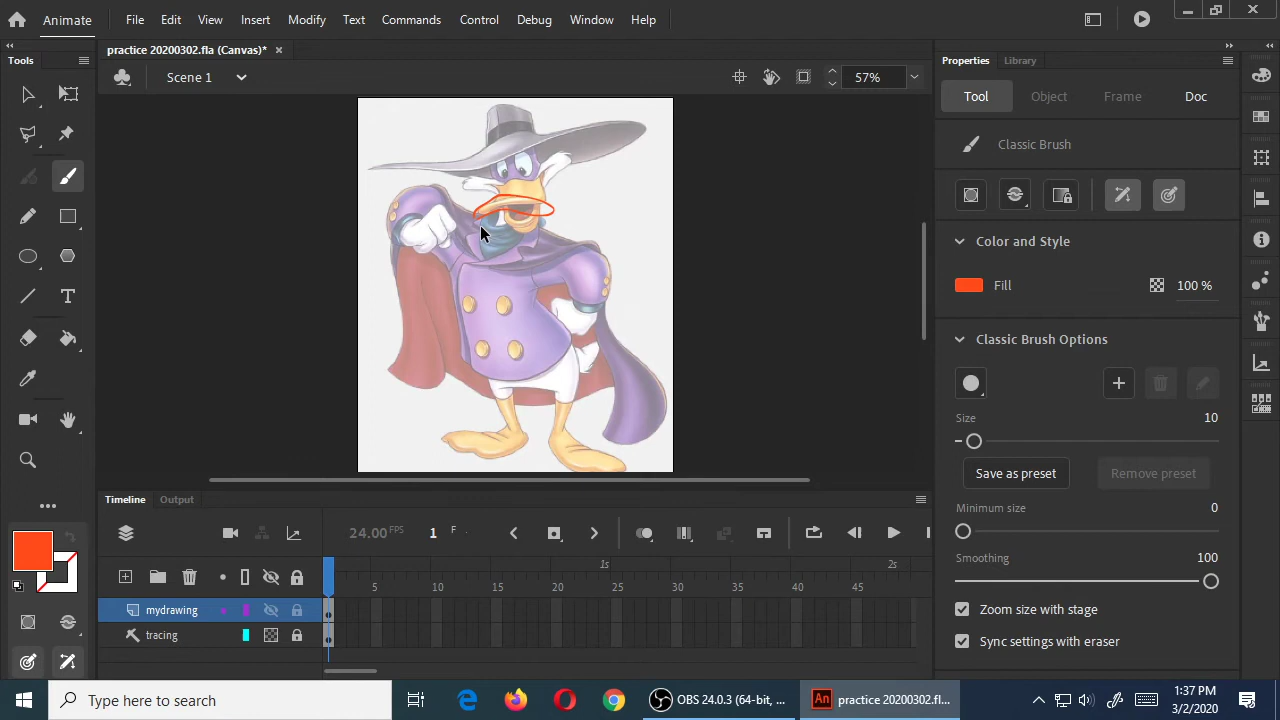 Animate File Edit View Insert Modify Text Commands Control Debug Window Help
practice 20200302.fla (Canvas)* ×
Tools
Properties Library
Scene 1 57%
Tool Object Frame Doc
Classic Brush
Color and Style
Fill 100 %
Classic Brush Options
Size 10
Save as preset Remove preset
Minimum size 0
Smoothing 100
Zoom size with stage
Sync settings with eraser
Timeline Output
24.00 FPS 1 F
1s 2s
5 10 15 20 25 30 35 40 45
mydrawing
tracing
Type here to search
OBS 24.0.3 (64-bit, ...
An practice 20200302.fl...
1:37 PM
3/2/2020